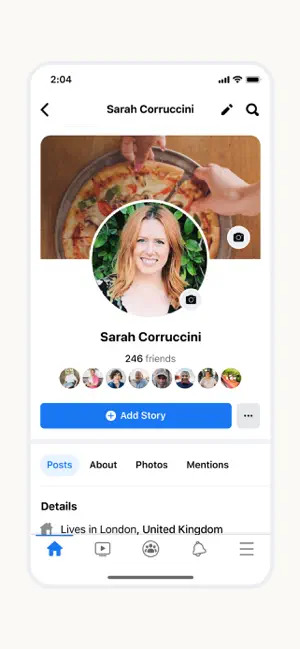 2:04
Sarah Corruccini
Sarah Corruccini
246 friends
Add Story
Posts About Photos Mentions
Details
Lives in London, United Kingdom